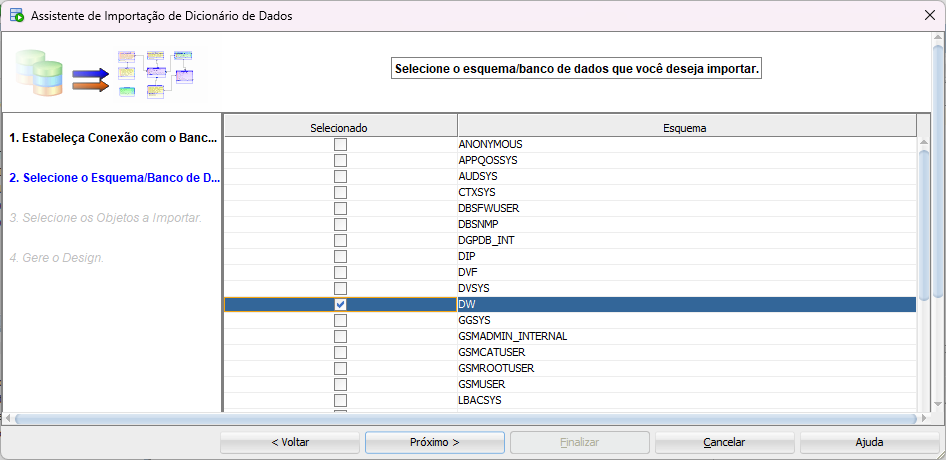 Assistente de Importação de Dicionário de Dados
Selecione o esquema/banco de dados que você deseja importar.
1. Estabeleça Conexão com o Banc...
2. Selecione o Esquema/Banco de D...
3. Selecione os Objetos a Importar.
4. Gere o Design.
Selecionado Esquema
ANONYMOUS
APPQOSSYS
AUDSYS
CTXSYS
DBSFWUSER
DBSNMP
DGPDB_INT
DIP
DVF
DVSYS
DW
GGSYS
GSMADMIN_INTERNAL
GSMCATUSER
GSMROOTUSER
GSMUSER
LBACSYS
< Voltar Próximo > Finalizar Cancelar Ajuda